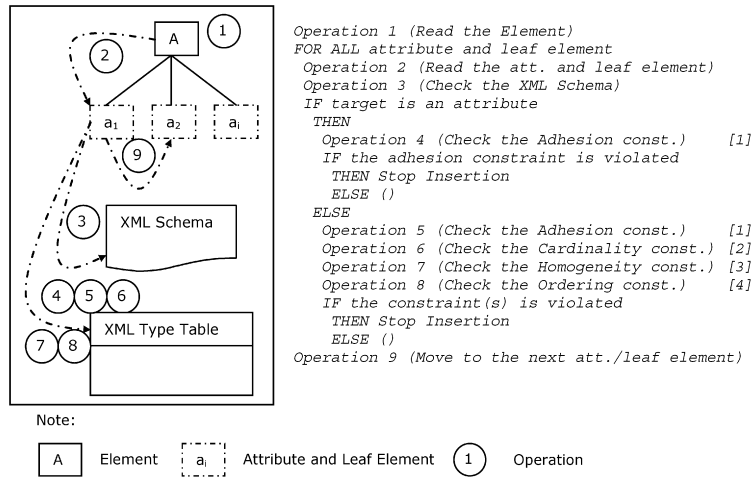 A
1
2
a1
a2
ai
9
3
XML Schema
4
5
6
XML Type Table
7
8
Operation 1 (Read the Element)
FOR ALL attribute and leaf element
Operation 2 (Read the att. and leaf element)
Operation 3 (Check the XML Schema)
IF target is an attribute
THEN
Operation 4 (Check the Adhesion const.) [1]
IF the adhesion constraint is violated
THEN Stop Insertion
ELSE ()
ELSE
Operation 5 (Check the Adhesion const.) [1]
Operation 6 (Check the Cardinality const.) [2]
Operation 7 (Check the Homogeneity const.) [3]
Operation 8 (Check the Ordering const.) [4]
IF the constraint(s) is violated
THEN Stop Insertion
ELSE ()
Operation 9 (Move to the next att./leaf element)
Note:
A Element ai Attribute and Leaf Element 1 Operation